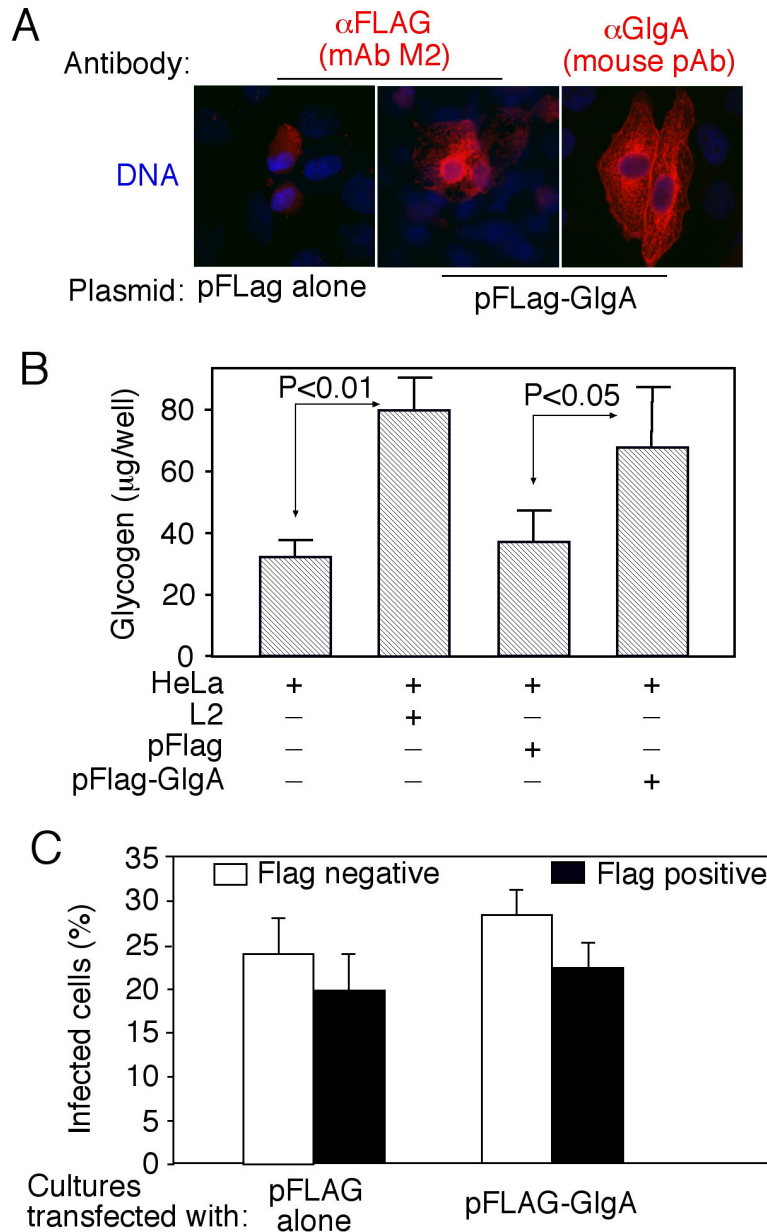 A
Antibody:
αFLAG
(mAb M2)
αGlgA
(mouse pAb)
DNA
Plasmid:
pFLag alone
pFLag-GlgA
B
P<0.01
P<0.05
Glycogen (μg/well)
80
60
40
20
0
HeLa + + + +
L2 – + – –
pFlag – – + –
pFlag-GlgA – – – +
C
Flag negative
Flag positive
Infected cells (%)
35
30
25
20
15
10
5
0
Cultures
transfected with:
pFLAG
alone
pFLAG-GlgA